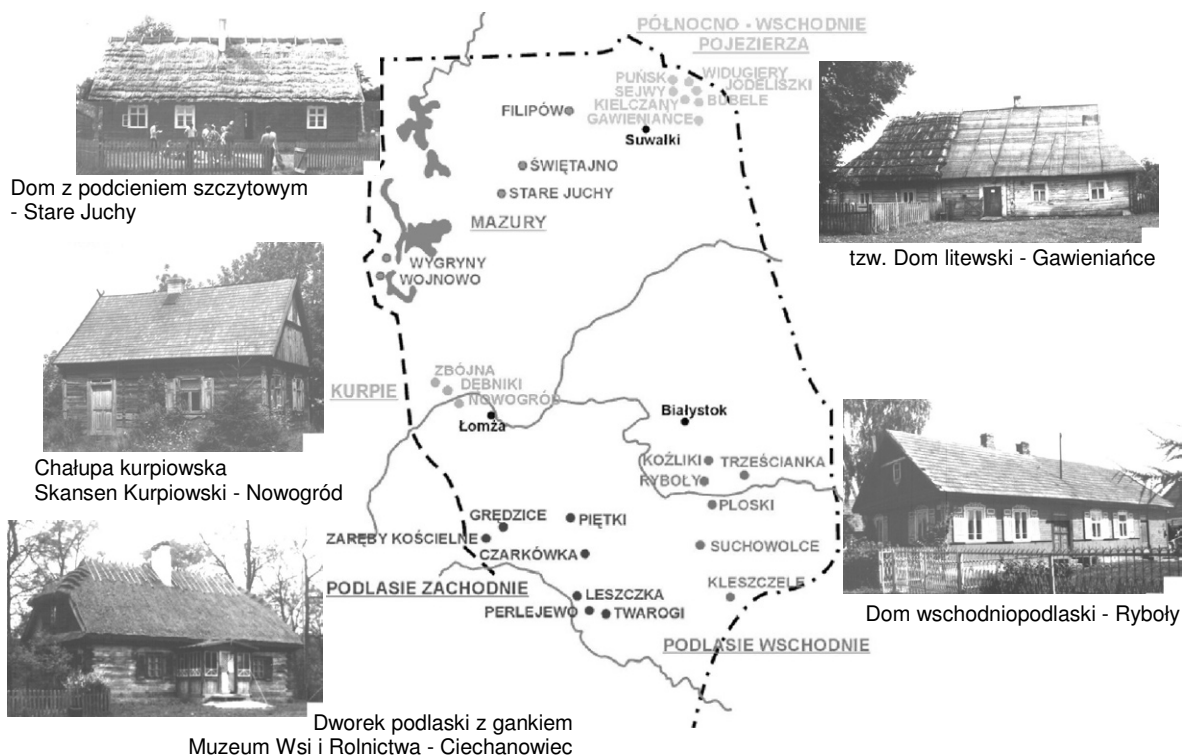 PÓŁNOCNO - WSCHODNIE
POJEZIERZA
PUŃSK
WIDUGIERY
SEJWY
JODELISZKI
KIELCZANY
BUBELE
GAWIENIAŃCE
FILIPÓW
Suwałki
ŚWIĘTAJNO
STARE JUCHY
MAZURY
WYGRYNY
WOJNOWO
Dom z podcieniem szczytowym
- Stare Juchy
tzw. Dom litewski - Gawieniańce
KURPIE
ZBÓJNA
DĘBNIKI
NOWOGRÓD
Łomża
Białystok
Chałupa kurpiowska
Skansen Kurpiowski - Nowogród
KOŹLIKI
TRZEŚCIANKA
RYBOŁY
PLOSKI
GRĘDZICE
PIĘTKI
ZARĘBY KOŚCIELNE
CZARKÓWKA
SUCHOWOLCE
PODLASIE ZACHODNIE
LESZCZKA
KLESZCZELE
PERLEJEWO
TWAROGI
Dom wschodniopodlaski - Ryboły
PODLASIE WSCHODNIE
Dworek podlaski z gankiem
Muzeum Wsi i Rolnictwa - Ciechanowiec